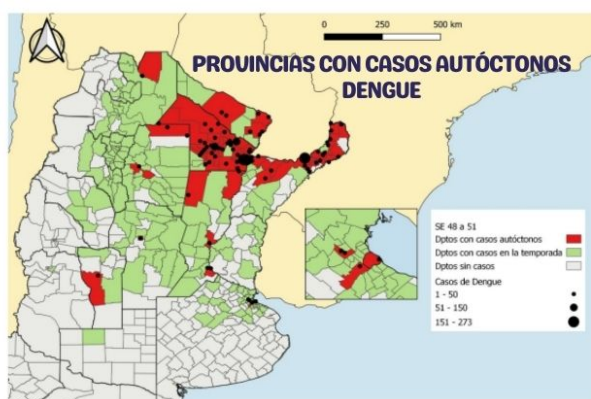 0 250 500 km
PROVINCIAS CON CASOS AUTÓCTONOS
DENGUE
SE 48 a 51
Dptos con casos autóctonos
Dptos con casos en la temporada
Dptos sin casos
Casos de Dengue
1 - 50
51 - 150
151 - 273